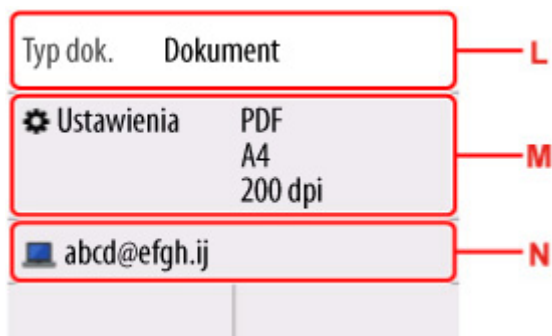 Typ dok. Dokument
L
Ustawienia PDF
A4
200 dpi
M
abcd@efgh.ij
N